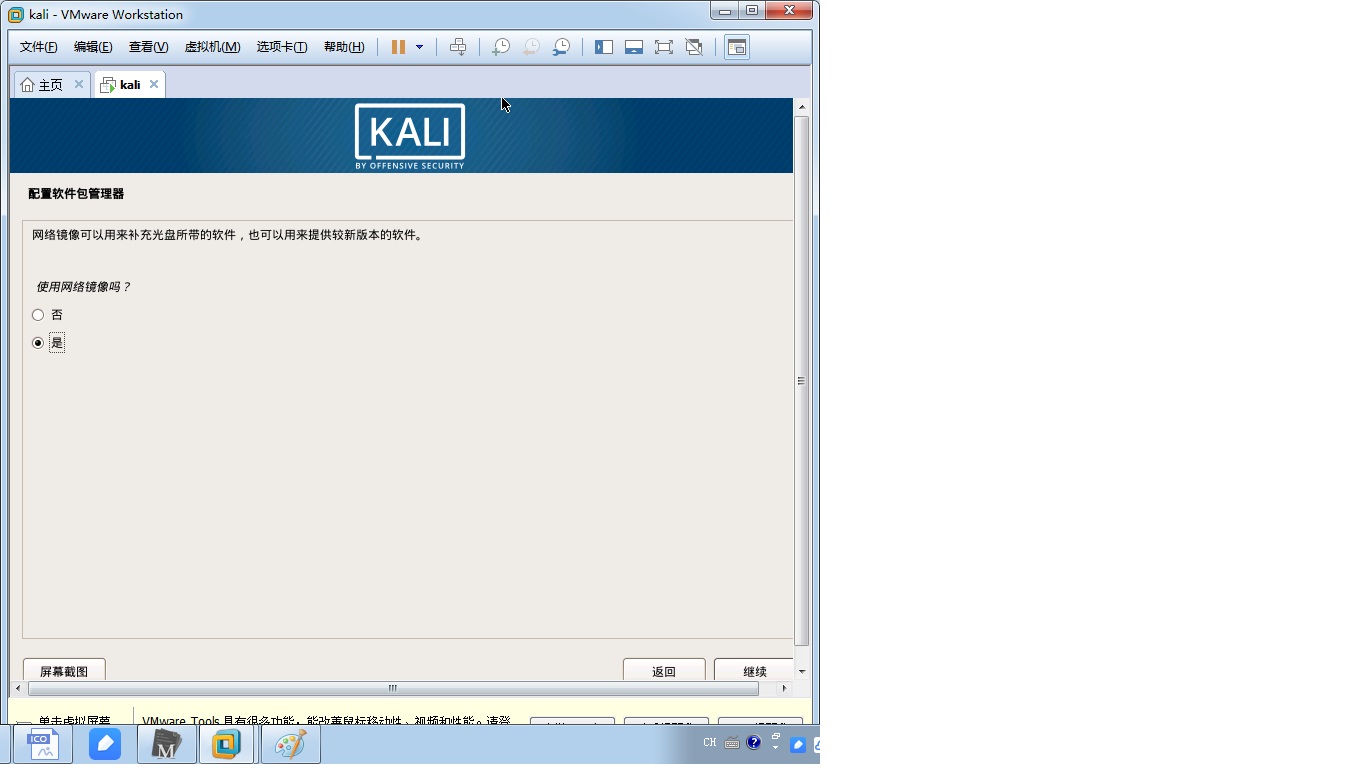 kali - VMware Workstation
文件(F) 编辑(E) 查看(V) 虚拟机(M) 选项卡(T) 帮助(H)
主页 kali
KALI
BY OFFENSIVE SECURITY
配置软件包管理器
网络镜像可以用来补充光盘所带的软件，也可以用来提供较新版本的软件。
使用网络镜像吗？
否
是
屏幕截图 返回 继续
单击虚拟屏幕 VMware Tools 具有很多功能，能改善鼠标移动性、视频和性能。请登
ICO M CH